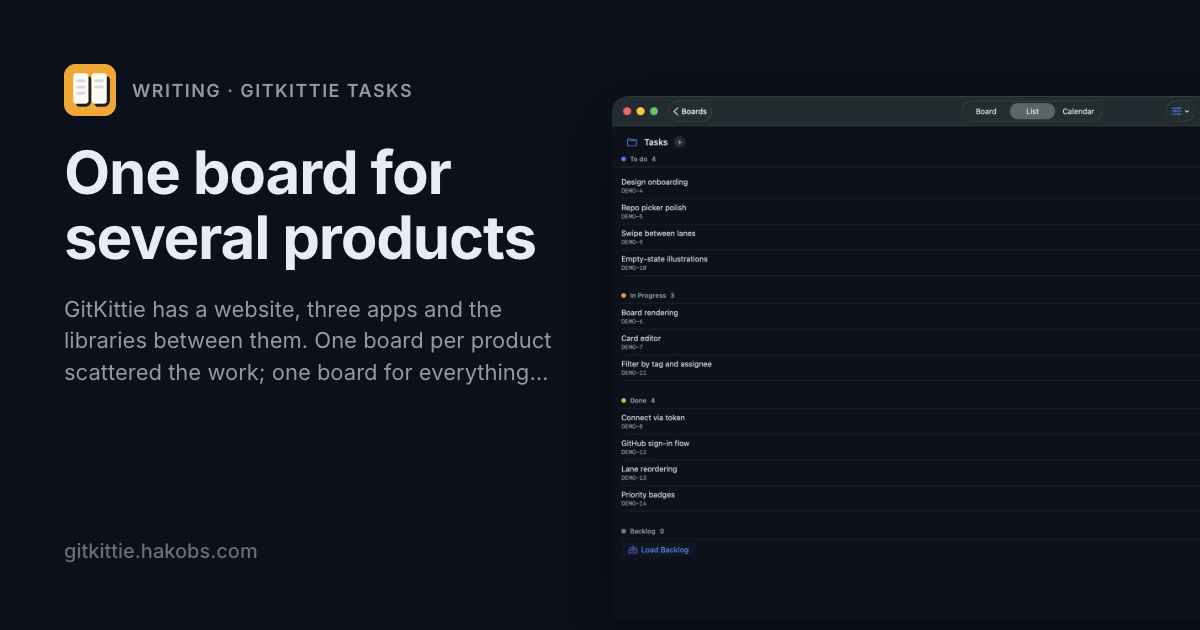 WRITING · GITKITTIE TASKS
One board for
several products
GitKittie has a website, three apps and the
libraries between them. One board per product
scattered the work; one board for everything...
gitkittie.hakobs.com
Boards
Board List Calendar
Tasks
To do 4
Design onboarding
DEMO-4
Repo picker polish
DEMO-5
Swipe between lanes
DEMO-9
Empty-state illustrations
DEMO-10
In Progress 3
Board rendering
DEMO-6
Card editor
DEMO-7
Filter by tag and assignee
DEMO-11
Done 4
Connect via token
DEMO-8
GitHub sign-in flow
DEMO-12
Lane reordering
DEMO-13
Priority badges
DEMO-14
Backlog 0
Load Backlog